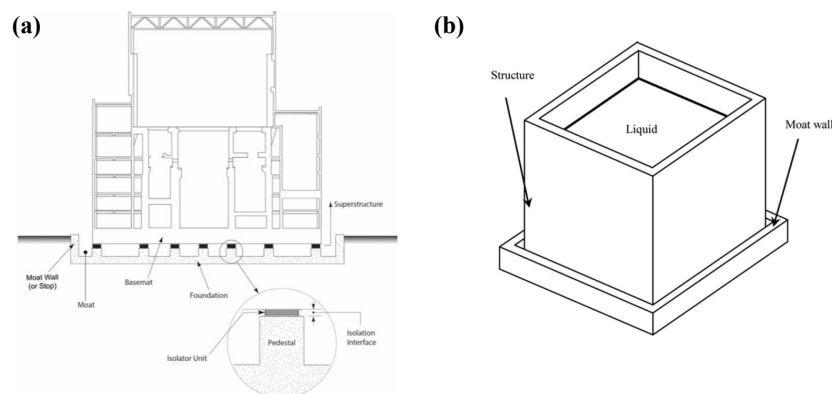 (a)
Superstructure
Moat Wall
(or Stop)
Moat
Basemat
Foundation
Isolator Unit
Pedestal
Isolation
Interface
(b)
Structure
Liquid
Moat wall